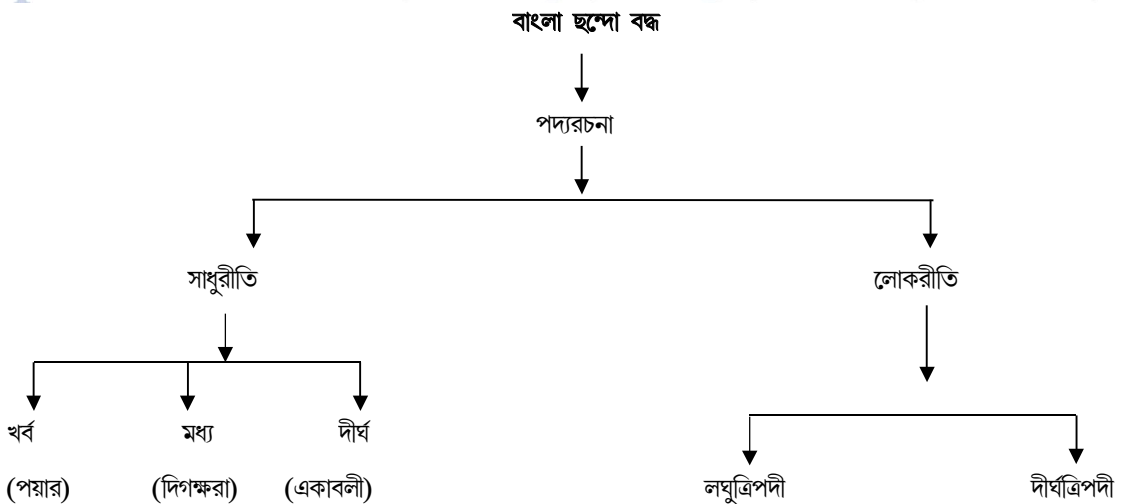 বাংলা ছন্দো বদ্ধ
পদ্যরচনা
সাধুরীতি লোকরীতি
খর্ব মধ্য দীর্ঘ
(পয়ার) (দিগক্ষরা) (একাবলী) লঘুত্রিপদী দীর্ঘত্রিপদী